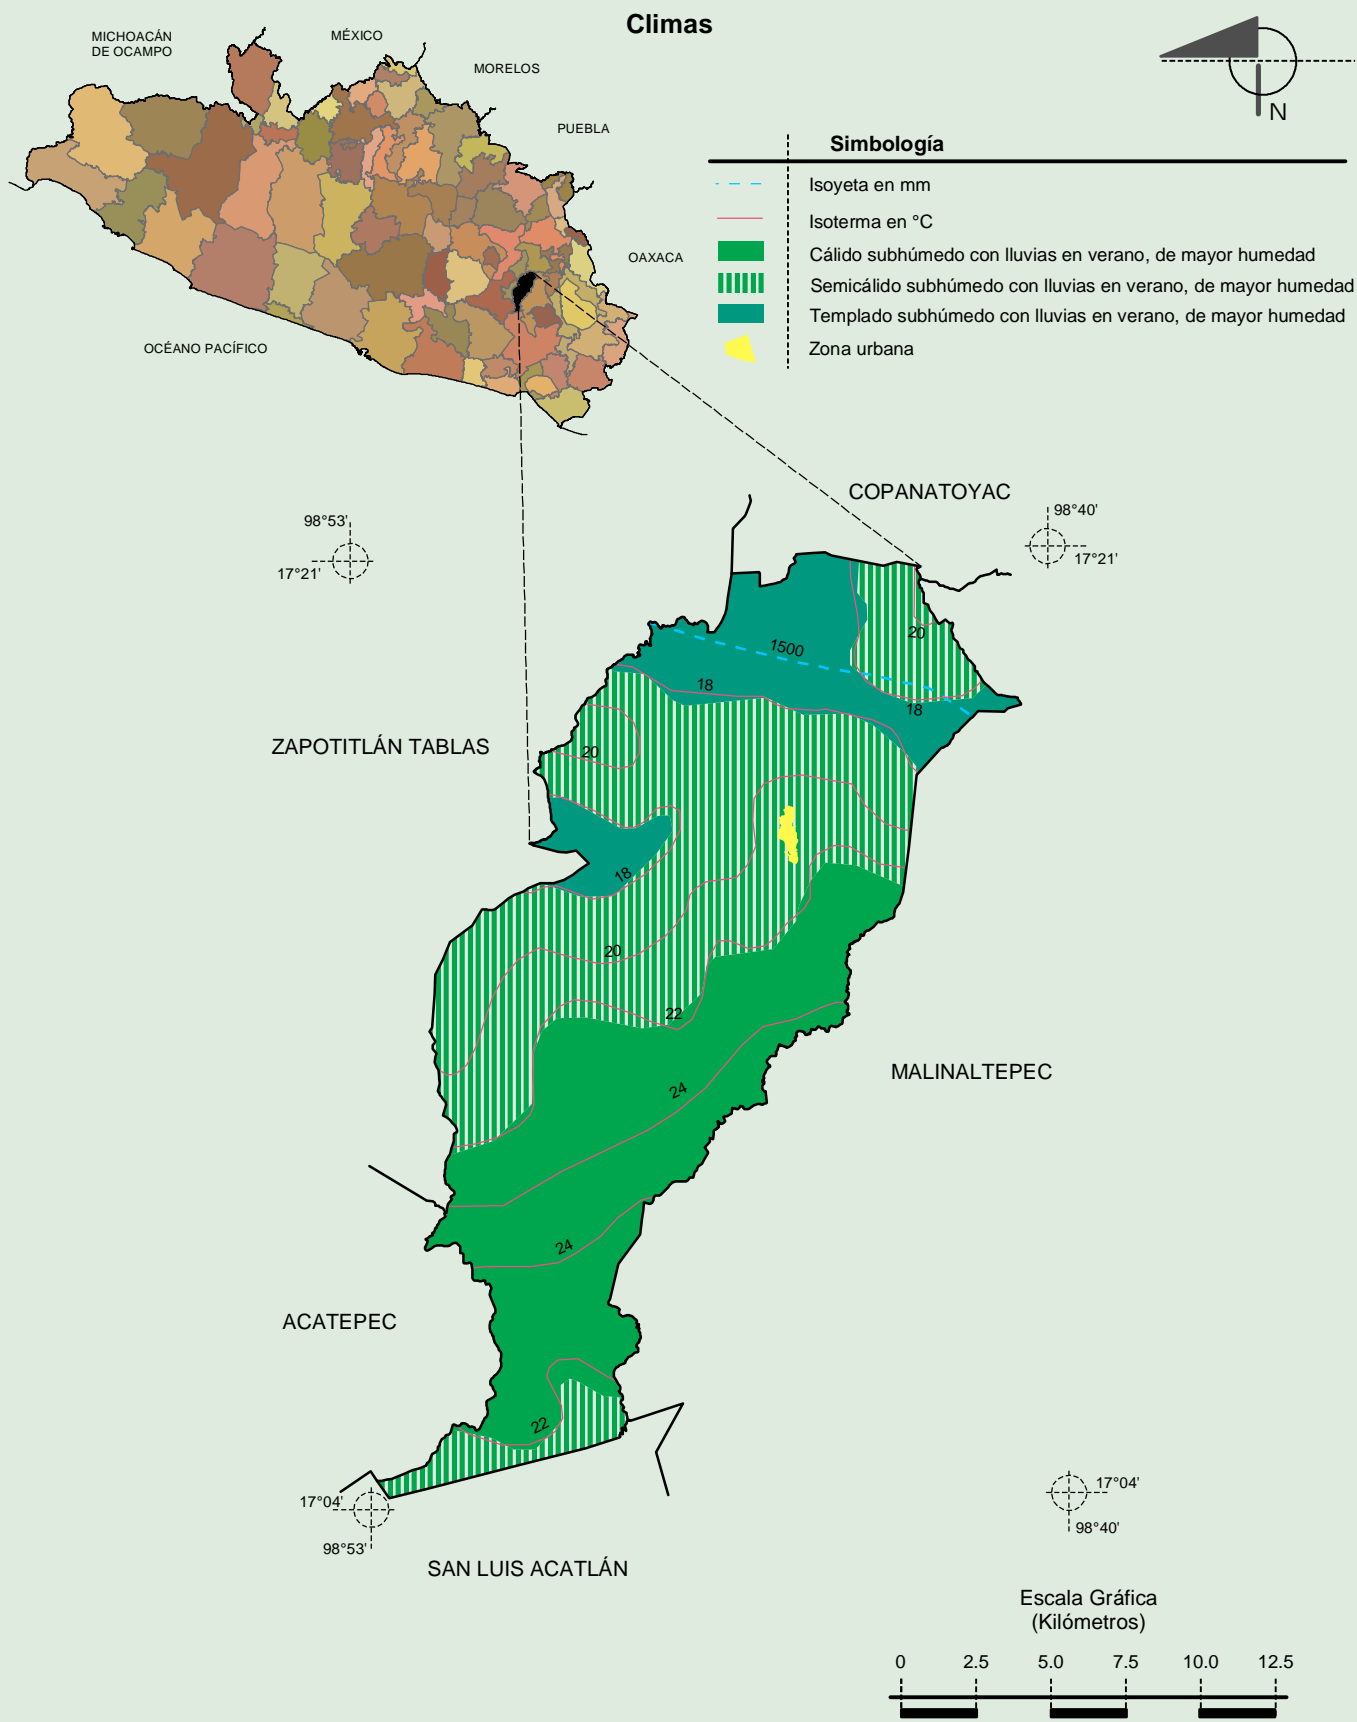 Climas
MICHOACÁN
DE OCAMPO
MÉXICO
MORELOS
PUEBLA
OAXACA
OCÉANO PACÍFICO
N
Simbología
Isoyeta en mm
Isoterma en °C
Cálido subhúmedo con lluvias en verano, de mayor humedad
Semicálido subhúmedo con lluvias en verano, de mayor humedad
Templado subhúmedo con lluvias en verano, de mayor humedad
Zona urbana
COPANATOYAC
98°53'
17°21'
98°40'
17°21'
20
1500
18
18
ZAPOTITLÁN TABLAS
20
18
20
22
MALINALTEPEC
24
24
ACATEPEC
22
17°04'
98°53'
17°04'
98°40'
SAN LUIS ACATLÁN
Escala Gráfica
(Kilómetros)
0 2.5 5.0 7.5 10.0 12.5